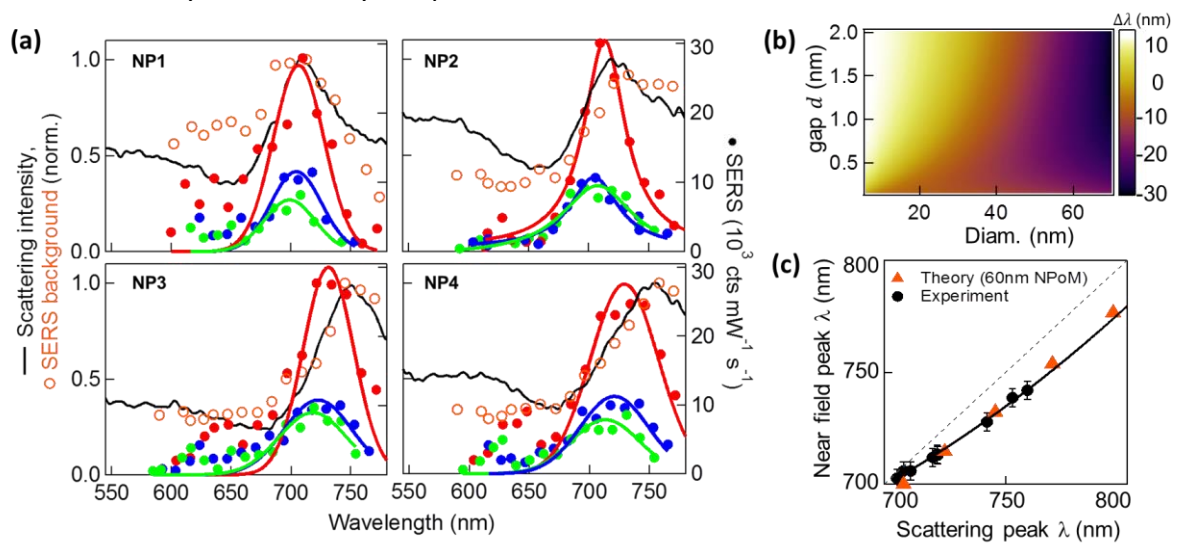 (a)
Scattering intensity,
SERS background (norm.)
NP1
1.0
0.5
0.0
NP2
30
20
10
0
SERS (10³ cts mW⁻¹ s⁻¹)
NP3
1.0
0.5
0.0
550 600 650 700 750
NP4
30
20
10
0
550 600 650 700 750
Wavelength (nm)
(b)
Δλ (nm)
gap d (nm)
2.0
1.5
1.0
0.5
20 40 60
Diam. (nm)
10
0
-10
-20
-30
(c)
Near field peak λ (nm)
800
750
700
Theory (60nm NPoM)
Experiment
700 750 800
Scattering peak λ (nm)